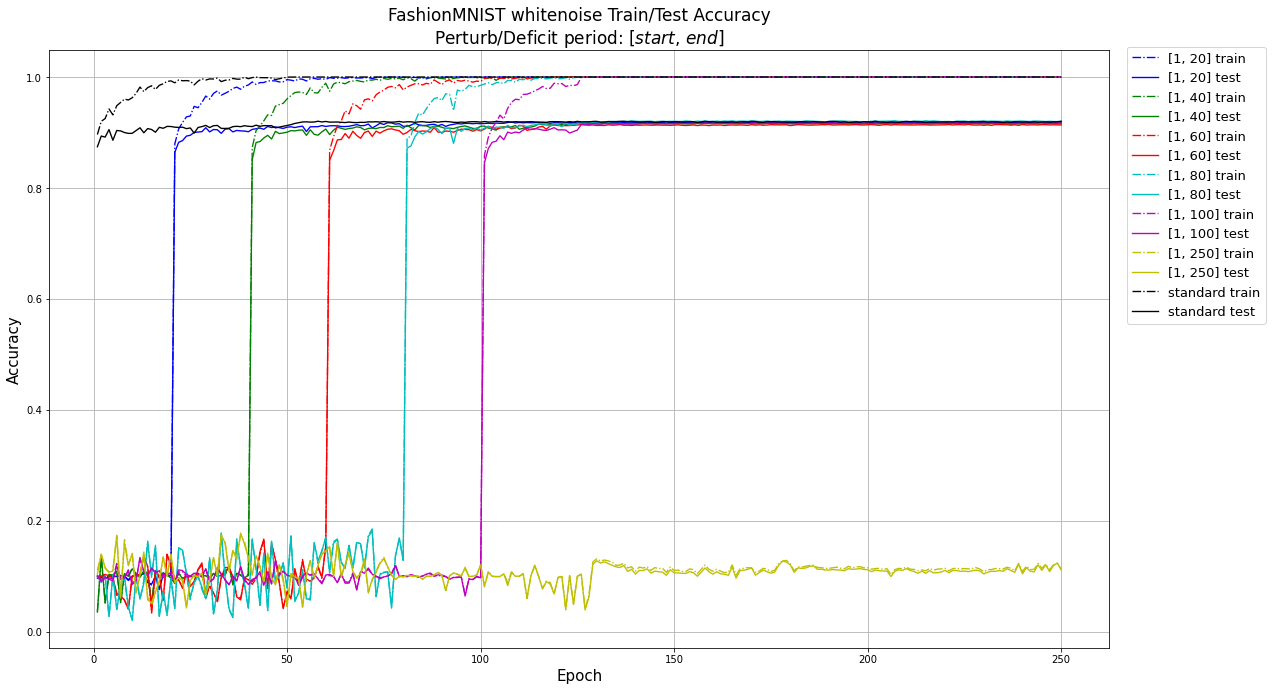 FashionMNIST whitenoise Train/Test Accuracy
Perturb/Deficit period: [start, end]
1.0
0.8
0.6
0.4
0.2
0.0
Accuracy
0
50
100
150
200
250
Epoch
[1, 20] train
[1, 20] test
[1, 40] train
[1, 40] test
[1, 60] train
[1, 60] test
[1, 80] train
[1, 80] test
[1, 100] train
[1, 100] test
[1, 250] train
[1, 250] test
standard train
standard test